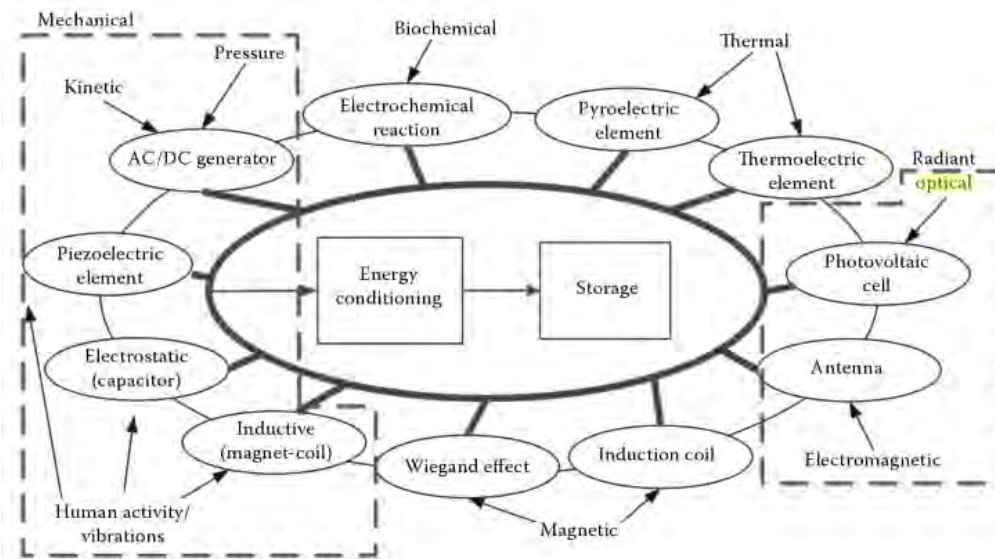 Mechanical
Biochemical
Thermal
Pressure
Kinetic
Electrochemical
reaction
Pyroelectric
element
AC/DC generator
Thermoelectric
element
Radiant
optical
Piezoelectric
element
Energy
conditioning
Storage
Photovoltaic
cell
Electrostatic
(capacitor)
Antenna
Inductive
(magnet-coil)
Wiegand effect
Induction coil
Electromagnetic
Human activity/
vibrations
Magnetic